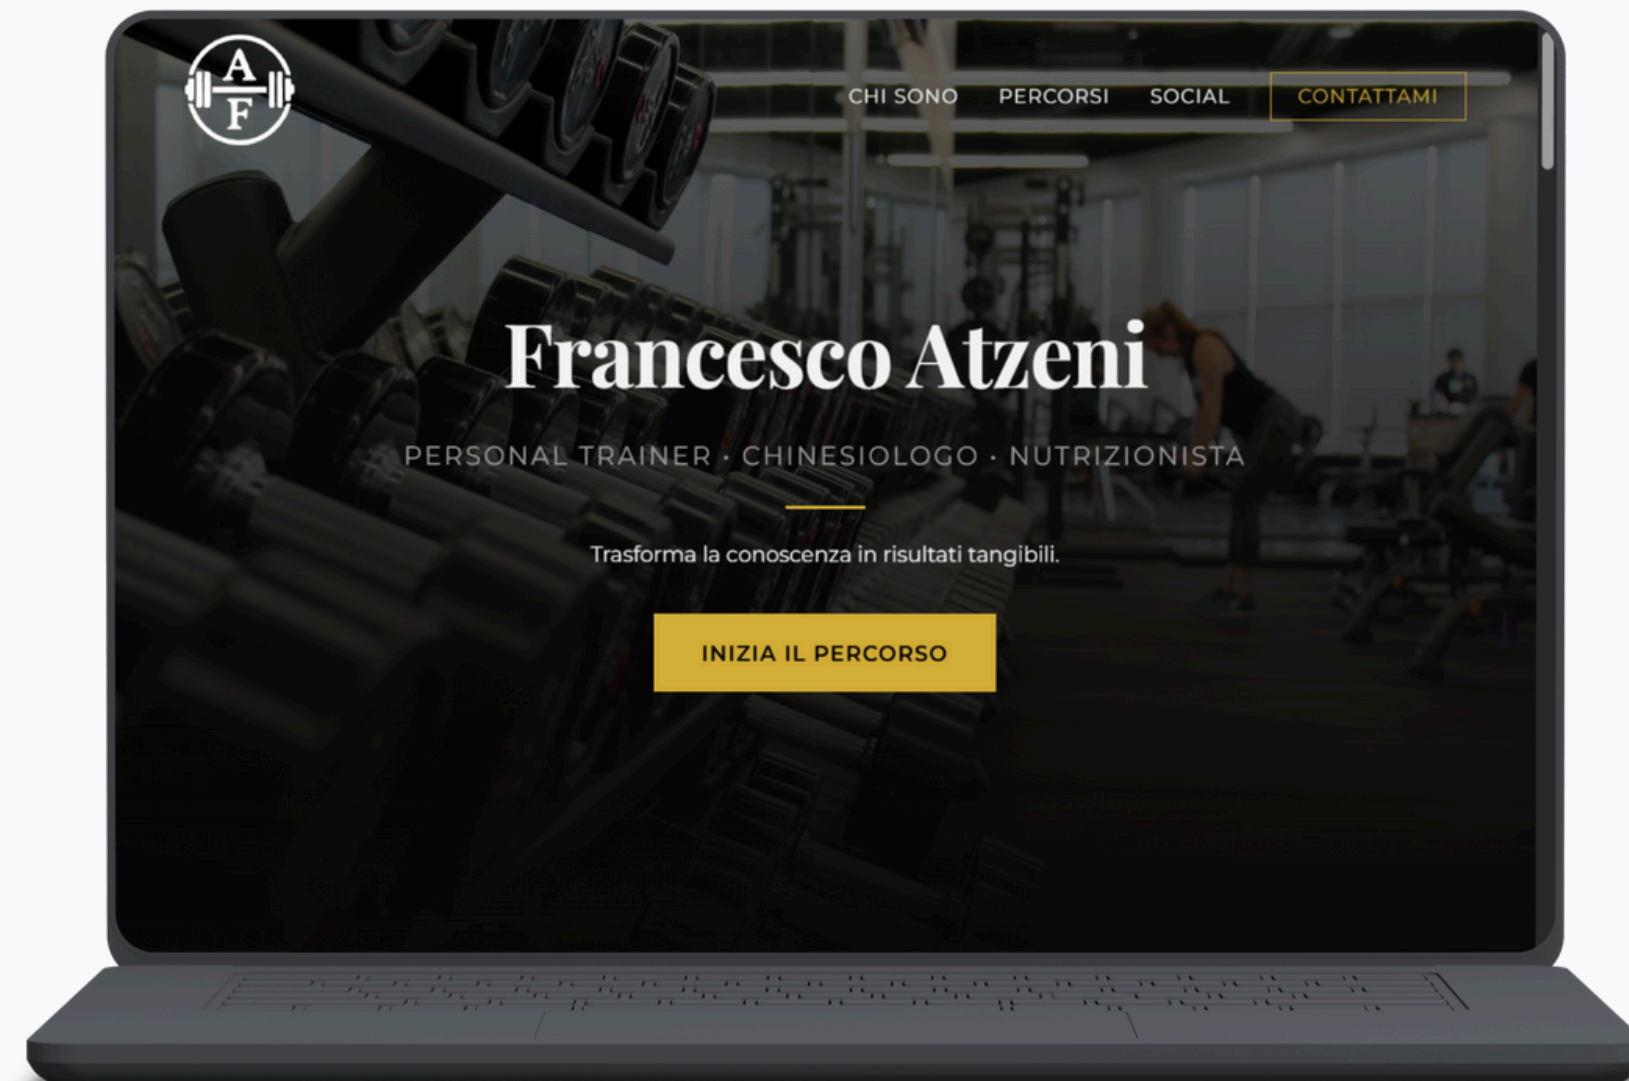 A
F
CHI SONO PERCORSI SOCIAL CONTATTAMI
Francesco Atzeni
PERSONAL TRAINER • CHINESIOLOGO • NUTRIZIONISTA
Trasforma la conoscenza in risultati tangibili.
INIZIA IL PERCORSO